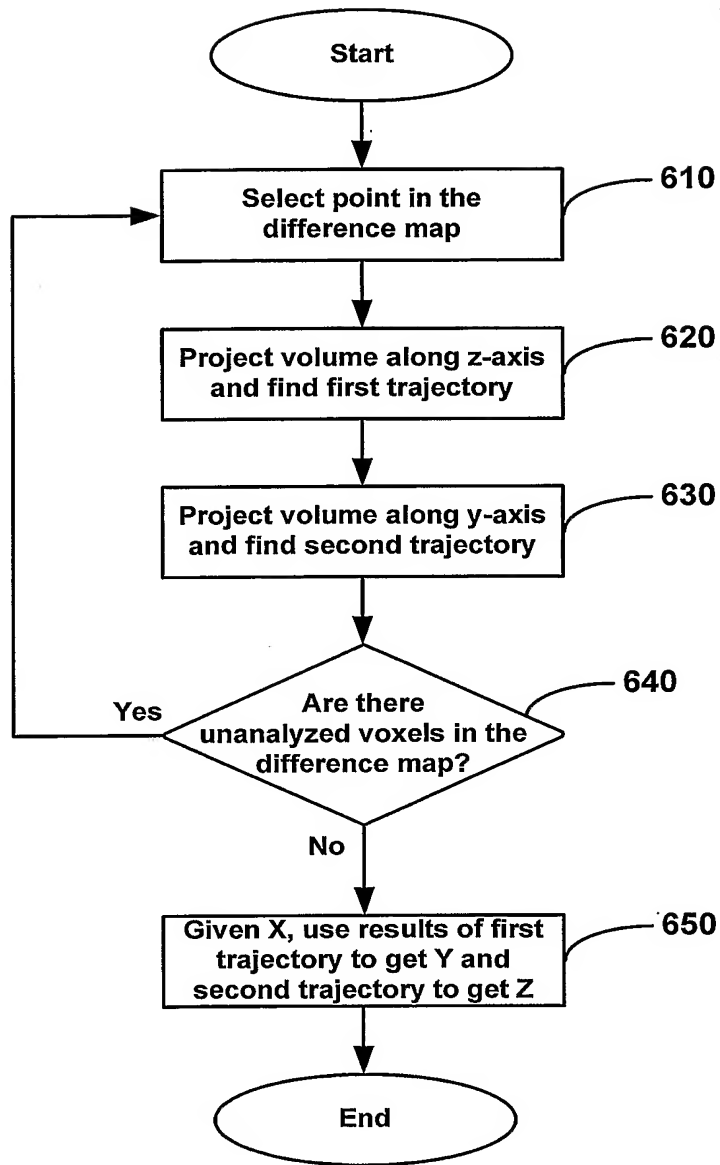 Start
Select point in the
difference map
610
Project volume along z-axis
and find first trajectory
620
Project volume along y-axis
and find second trajectory
630
Are there
unanalyzed voxels in the
difference map?
640
Yes
No
Given X, use results of first
trajectory to get Y and
second trajectory to get Z
650
End